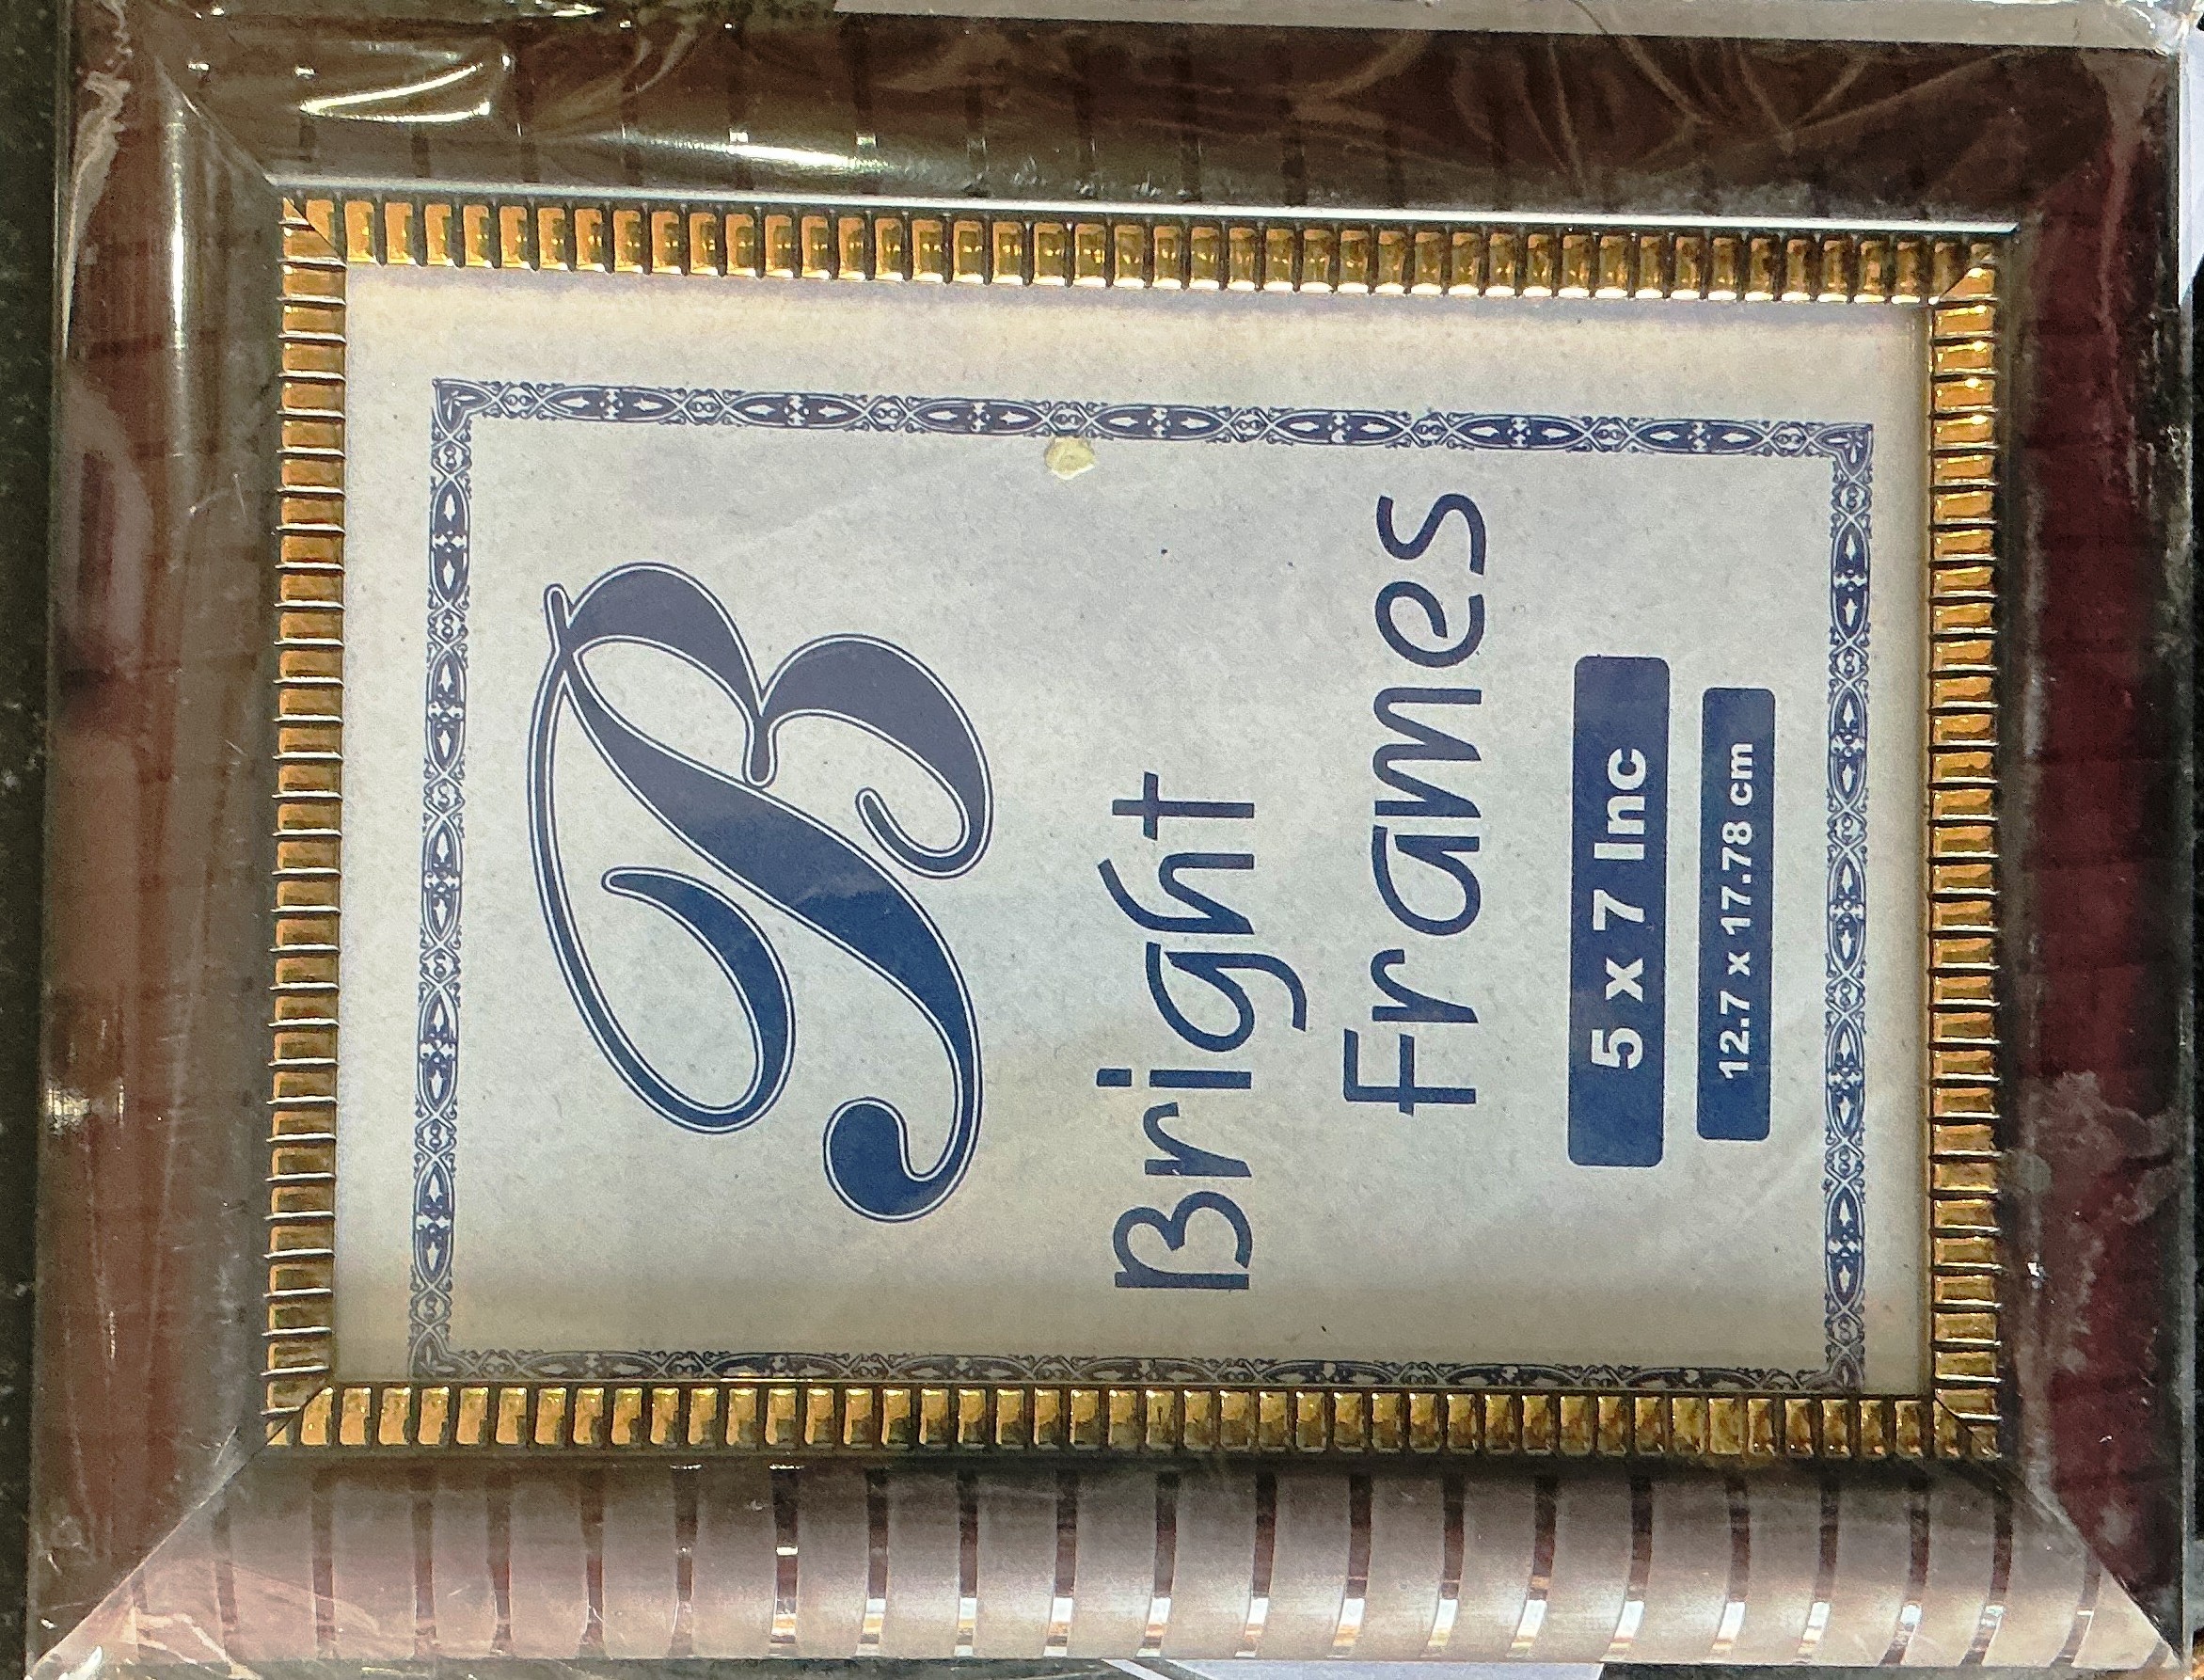 B
Bright
Frames
5 x 7 Inc
12.7 x 17.78 cm